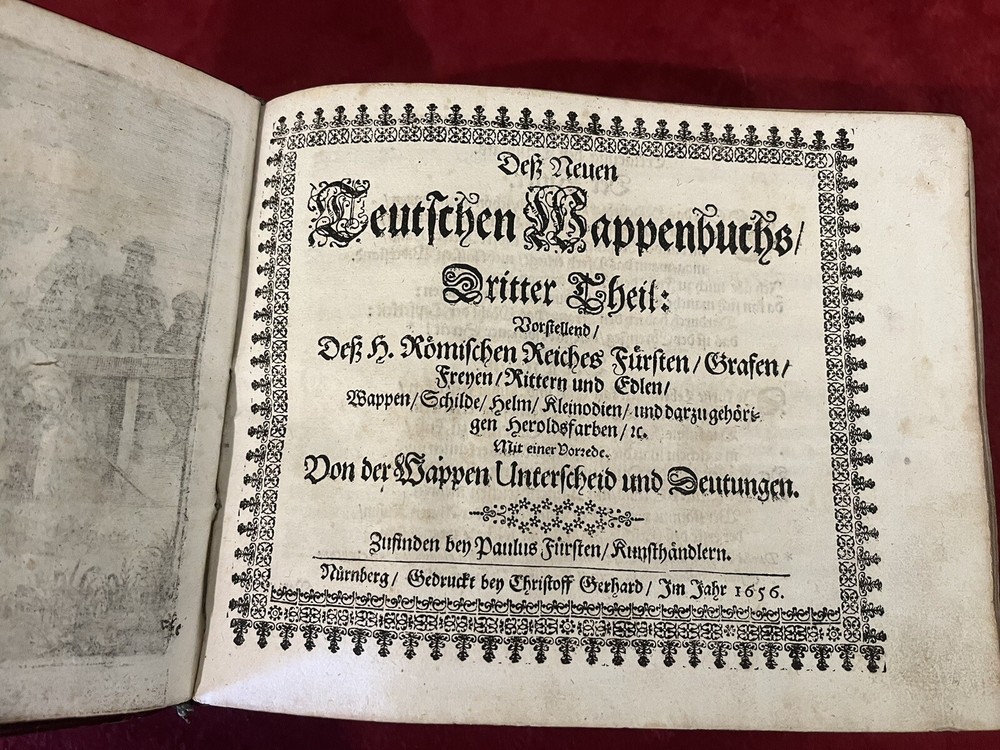 Deß Neuen
Teutschen Wappenbuchs/
Dritter Theil:
Vorstellend/
Deß H. Römischen Reiches Fürsten/Grafen/
Freyen/Rittern und Edlen/
Wappen/Schilde/Helm/Kleinodien/und darzu gehöri-
gen Heroldsfarben/ꝛc.
Mit einer Vorrede.
Von der Wappen Unterscheid und Deutungen.
Zufinden bey Paulus Fürsten/Kunsthändlern.
Nürnberg/Gedruckt bey Christoff Gerhard/Im Jahr 1656.